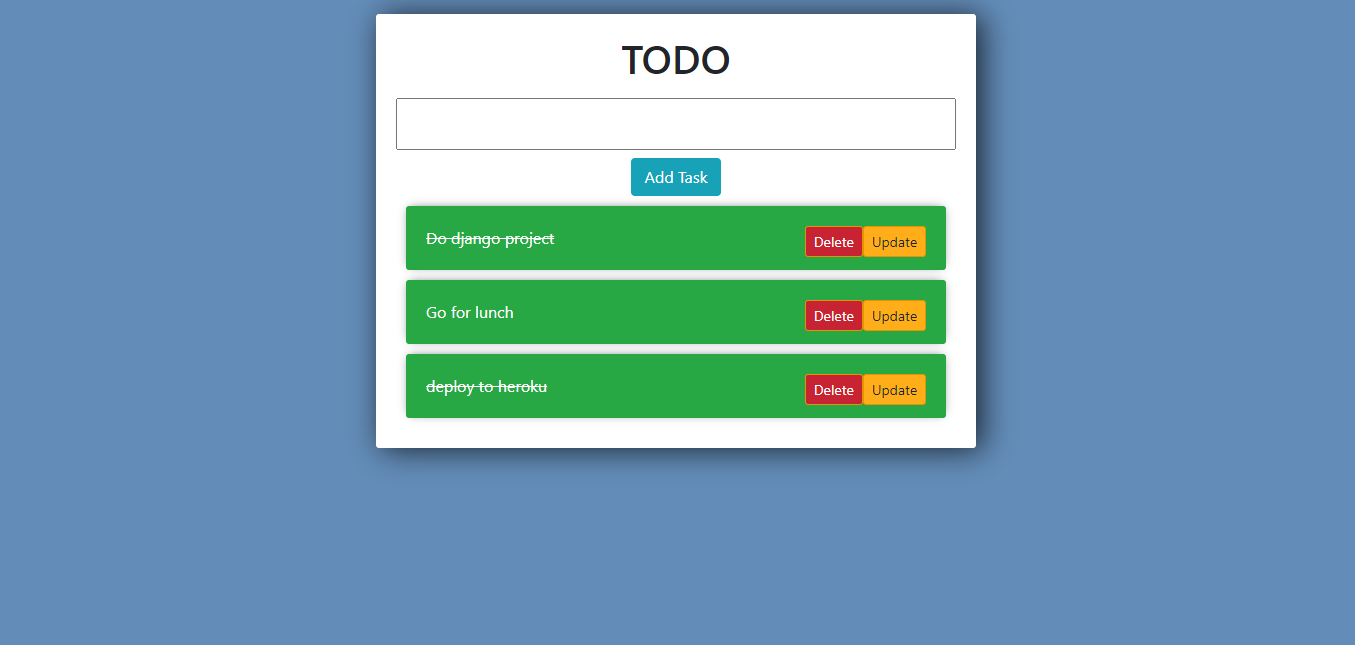 TODO
Add Task
Do django project Delete Update
Go for lunch Delete Update
deploy to heroku Delete Update